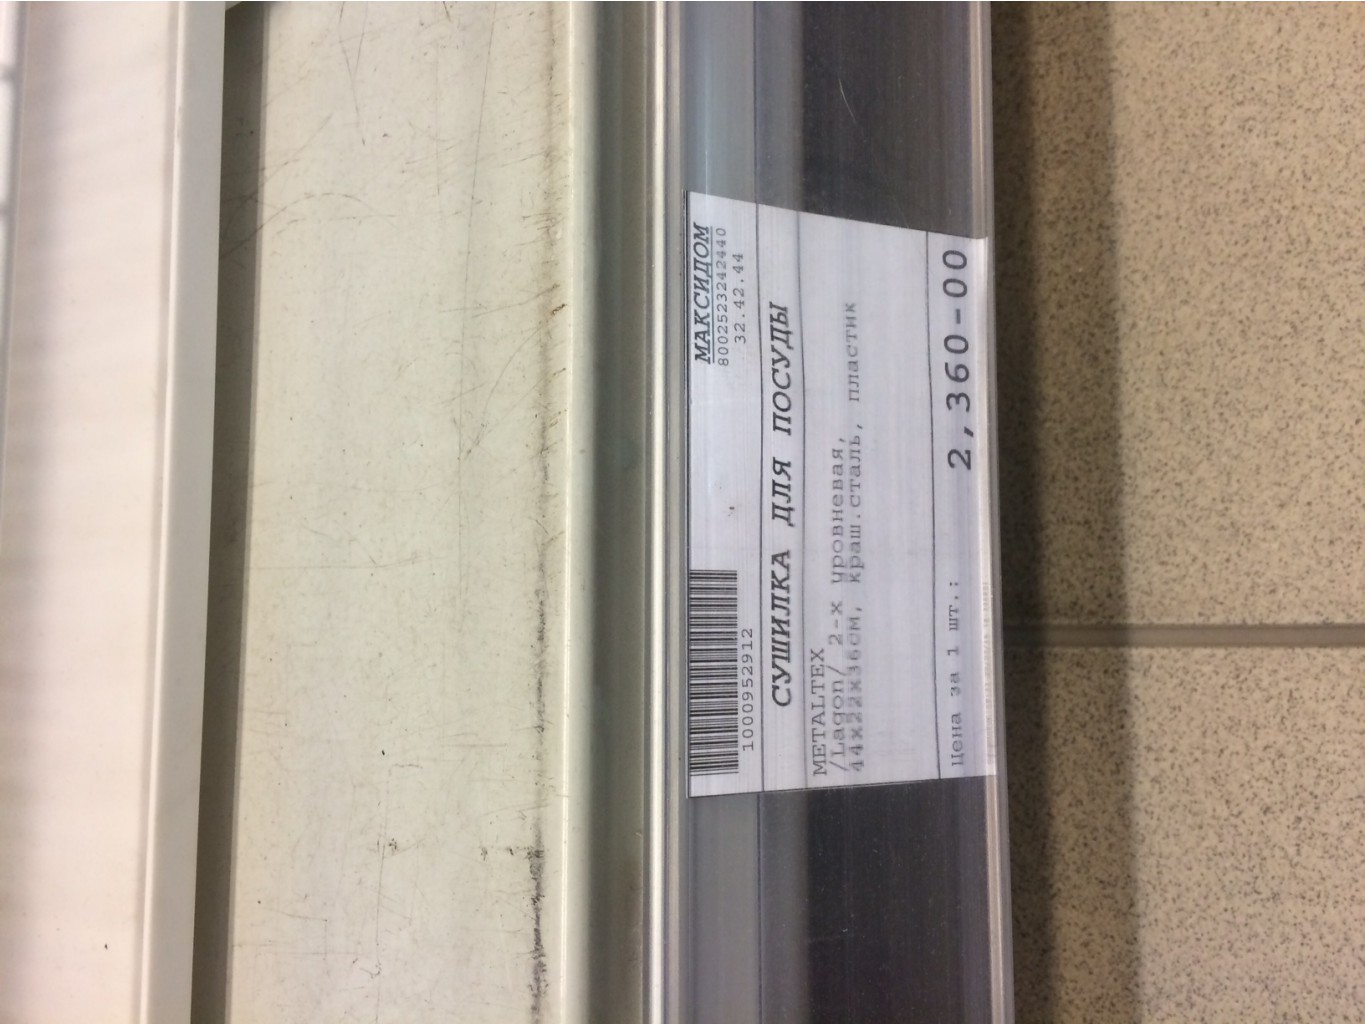 МАКСИДОМ
8002523242440
32.42.44
1000952912
СУШИЛКА ДЛЯ ПОСУДЫ
METALTEX
/Lagon/ 2-х уровневая,
44х22х36см, краш.сталь, пластик
Цена за 1 шт.: 2,360-00